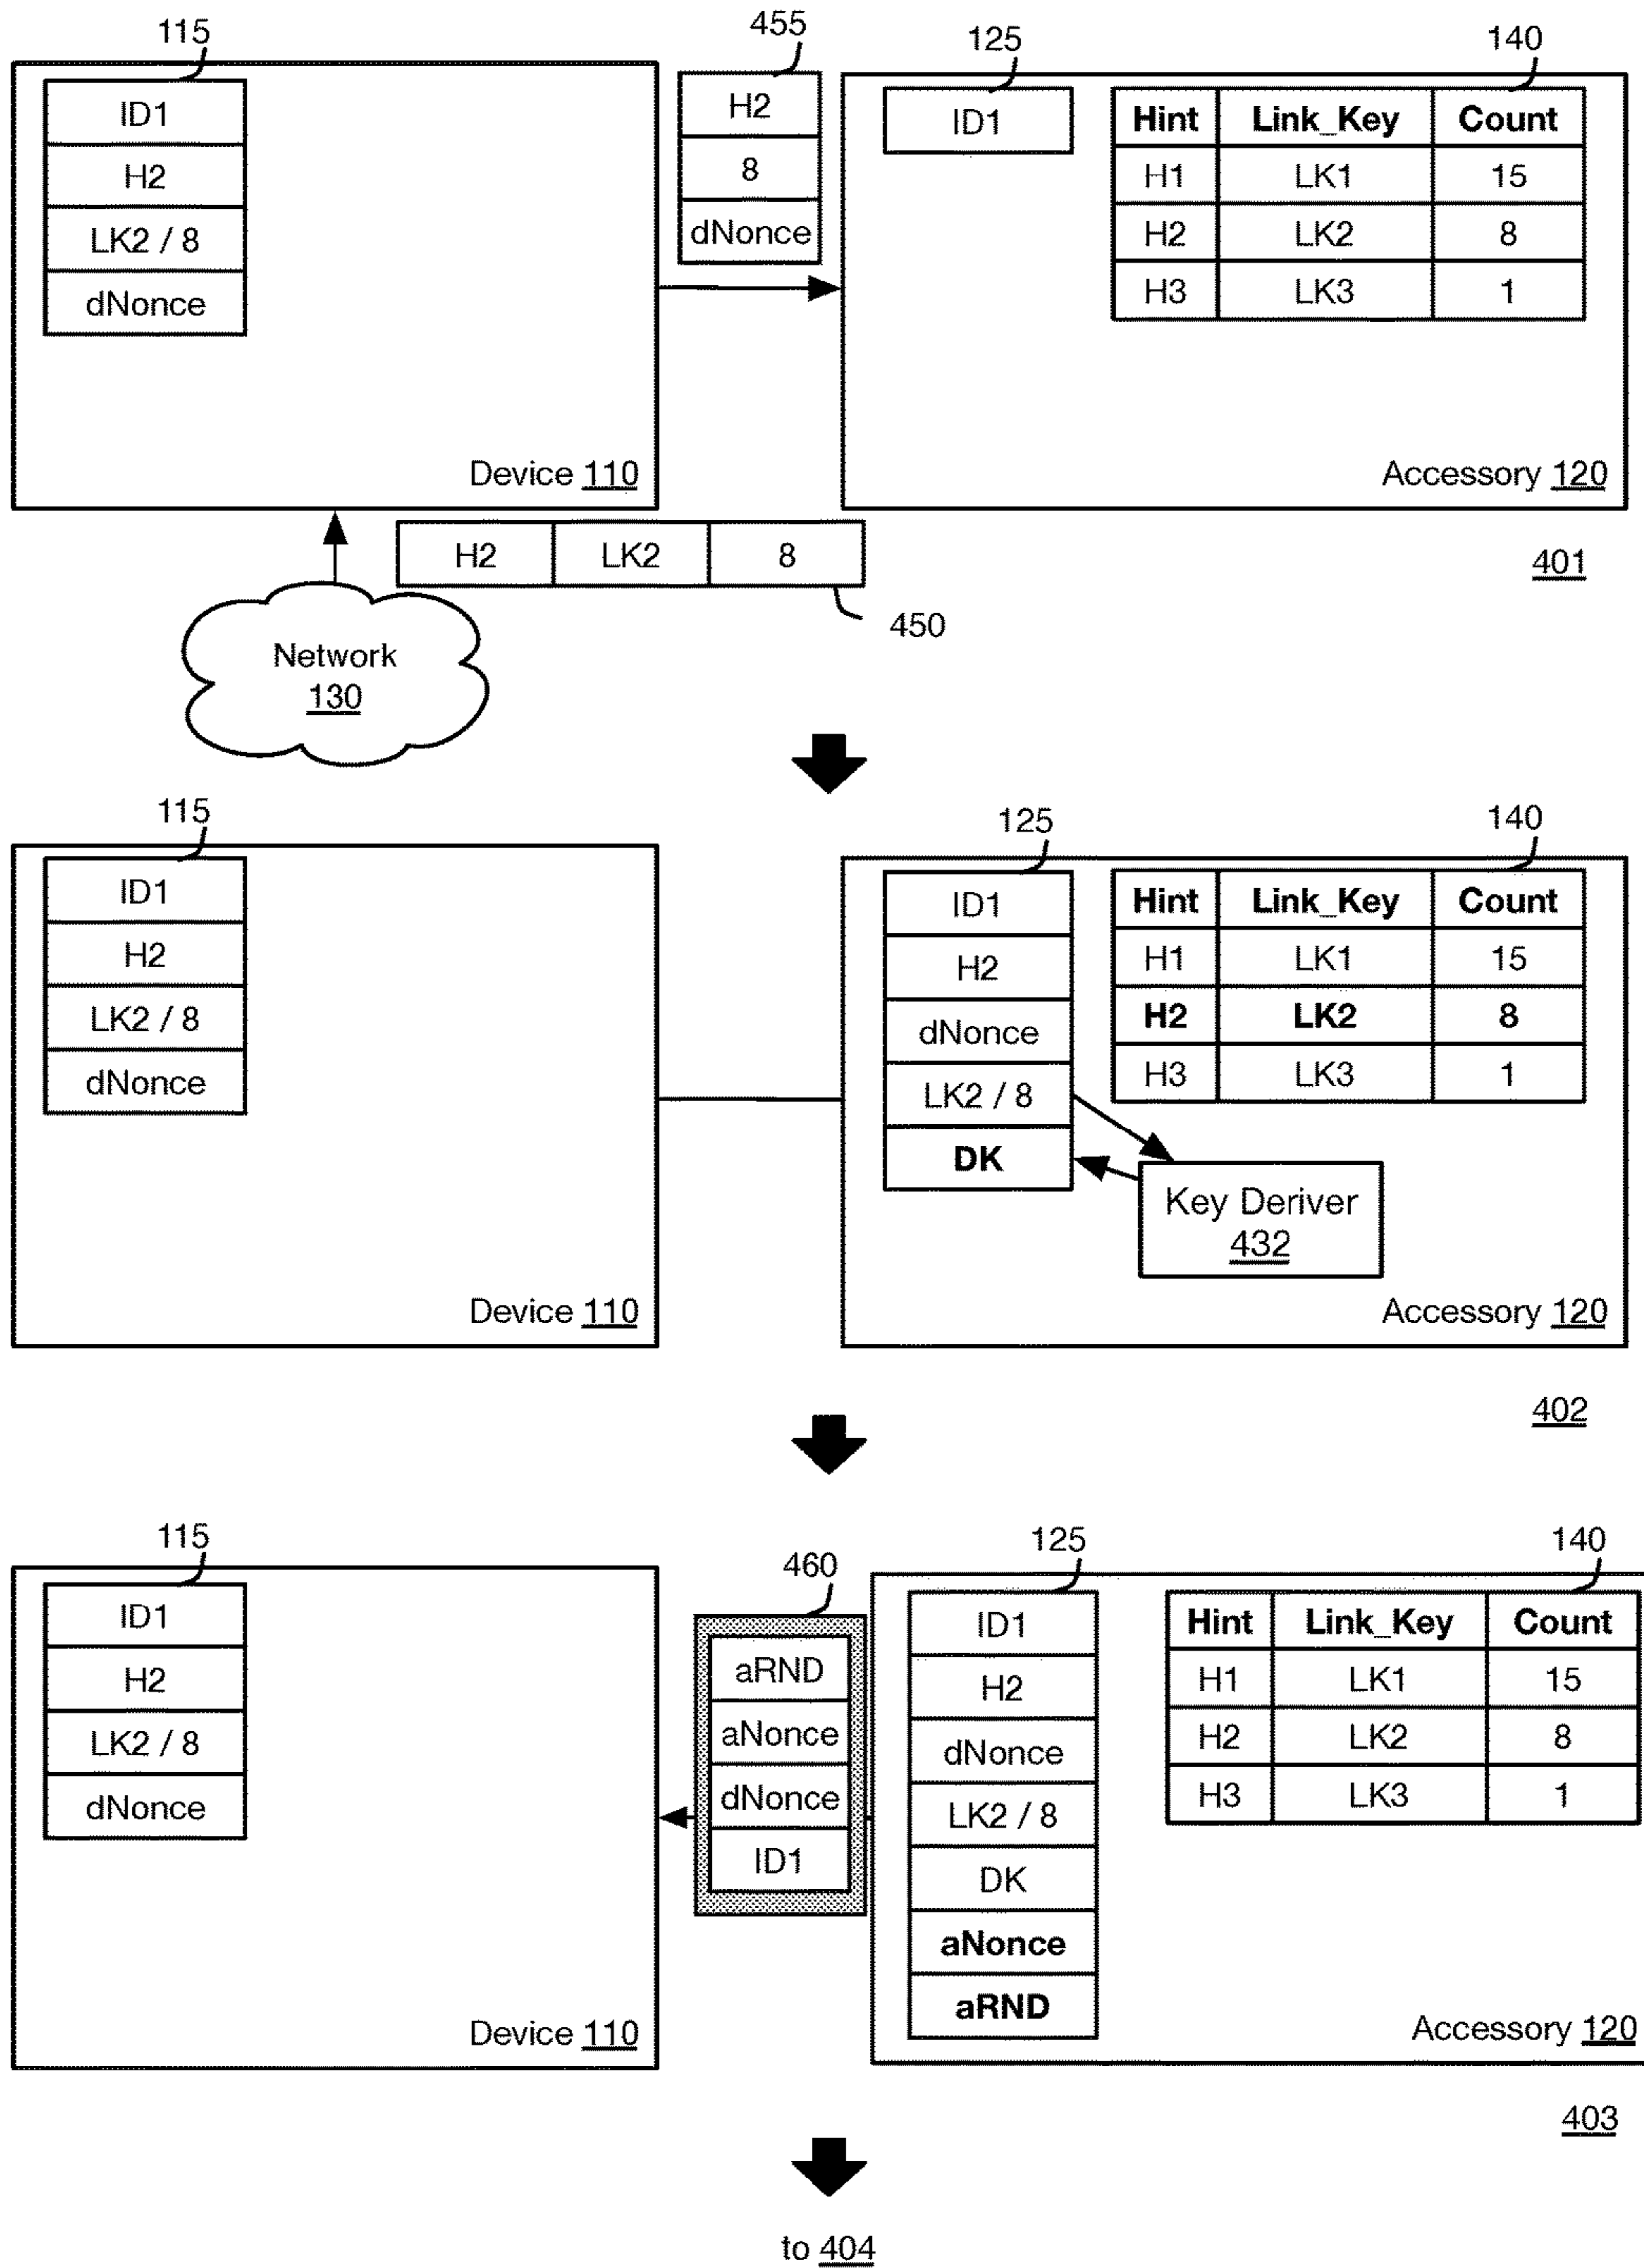 115
455
125
140
ID1
H2
LK2 / 8
dNonce
H2
8
dNonce
ID1
Hint Link_Key Count
H1 LK1 15
H2 LK2 8
H3 LK3 1
Device 110
Accessory 120
H2 LK2 8
401
450
Network
130
115
125
140
ID1
H2
LK2 / 8
dNonce
ID1
H2
dNonce
LK2 / 8
DK
Hint Link_Key Count
H1 LK1 15
H2 LK2 8
H3 LK3 1
Key Deriver
432
Device 110
Accessory 120
402
115
460
125
140
ID1
H2
LK2 / 8
dNonce
aRND
aNonce
dNonce
ID1
ID1
H2
dNonce
LK2 / 8
DK
aNonce
aRND
Hint Link_Key Count
H1 LK1 15
H2 LK2 8
H3 LK3 1
Device 110
Accessory 120
403
to 404